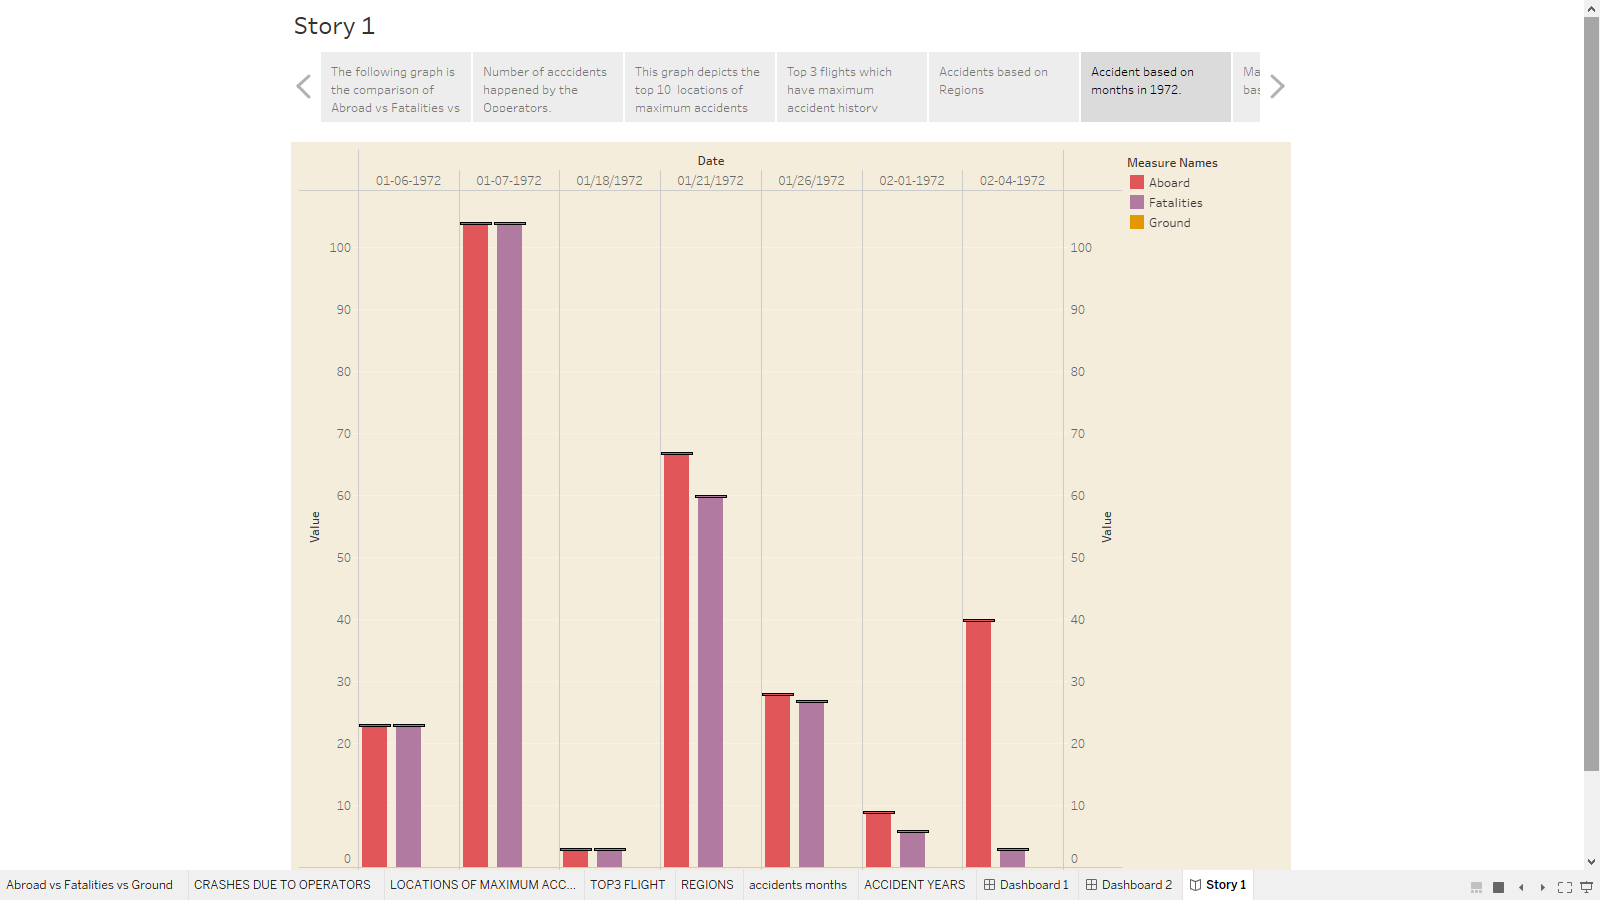 Story 1
The following graph is
the comparison of
Abroad vs Fatalities vs
Number of acccidents
happened by the
Opperators.
This graph depicts the
top 10 locations of
maximum accidents
Top 3 flights which
have maximum
accident history
Accidents based on
Regions
Accident based on
months in 1972.
Ma
bas
Date
01-06-1972 01-07-1972 01/18/1972 01/21/1972 01/26/1972 02-01-1972 02-04-1972
Measure Names
Aboard
Fatalities
Ground
100 100
90 90
80 80
70 70
60 60
Value Value
50 50
40 40
30 30
20 20
10 10
0 0
Abroad vs Fatalities vs Ground CRASHES DUE TO OPERATORS LOCATIONS OF MAXIMUM ACC... TOP3 FLIGHT REGIONS accidents months ACCIDENT YEARS Dashboard 1 Dashboard 2 Story 1